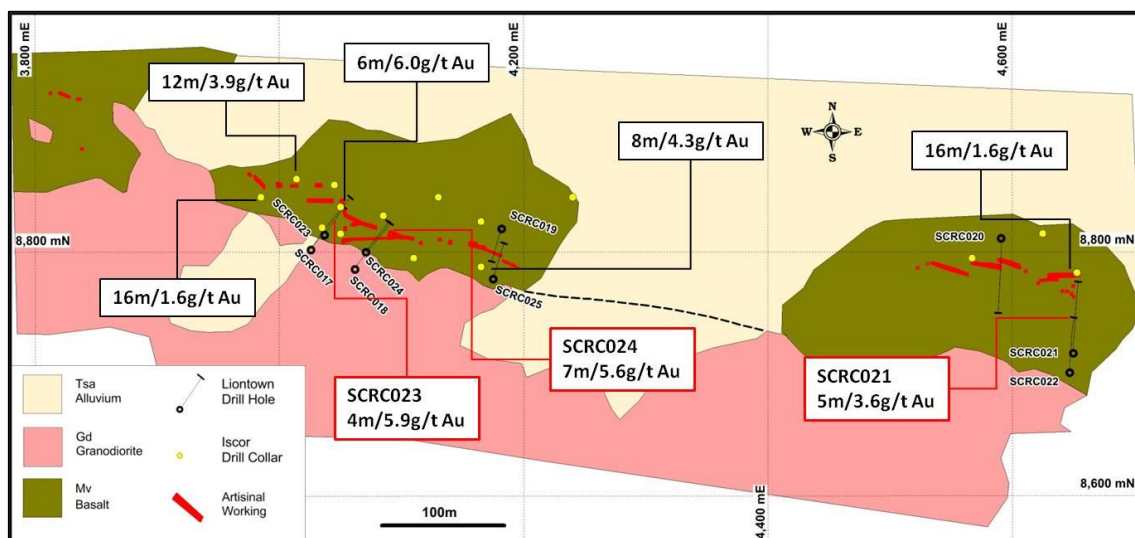 3,800 mE
4,200 mE
4,600 mE
6m/6.0g/t Au
12m/3.9g/t Au
N
W E
S
8m/4.3g/t Au
16m/1.6g/t Au
SCRC023
SCRC019
SCRC020
8,800 mN
8,800 mN
SCRC017
SCRC024
SCRC018
SCRC025
16m/1.6g/t Au
SCRC021
SCRC022
SCRC024
7m/5.6g/t Au
SCRC021
5m/3.6g/t Au
SCRC023
4m/5.9g/t Au
Tsa
Alluvium
Liontown
Drill Hole
Gd
Granodiorite
Iscor
Drill Collar
Mv
Basalt
Artisinal
Working
100m
4,400 mE
8,600 mN